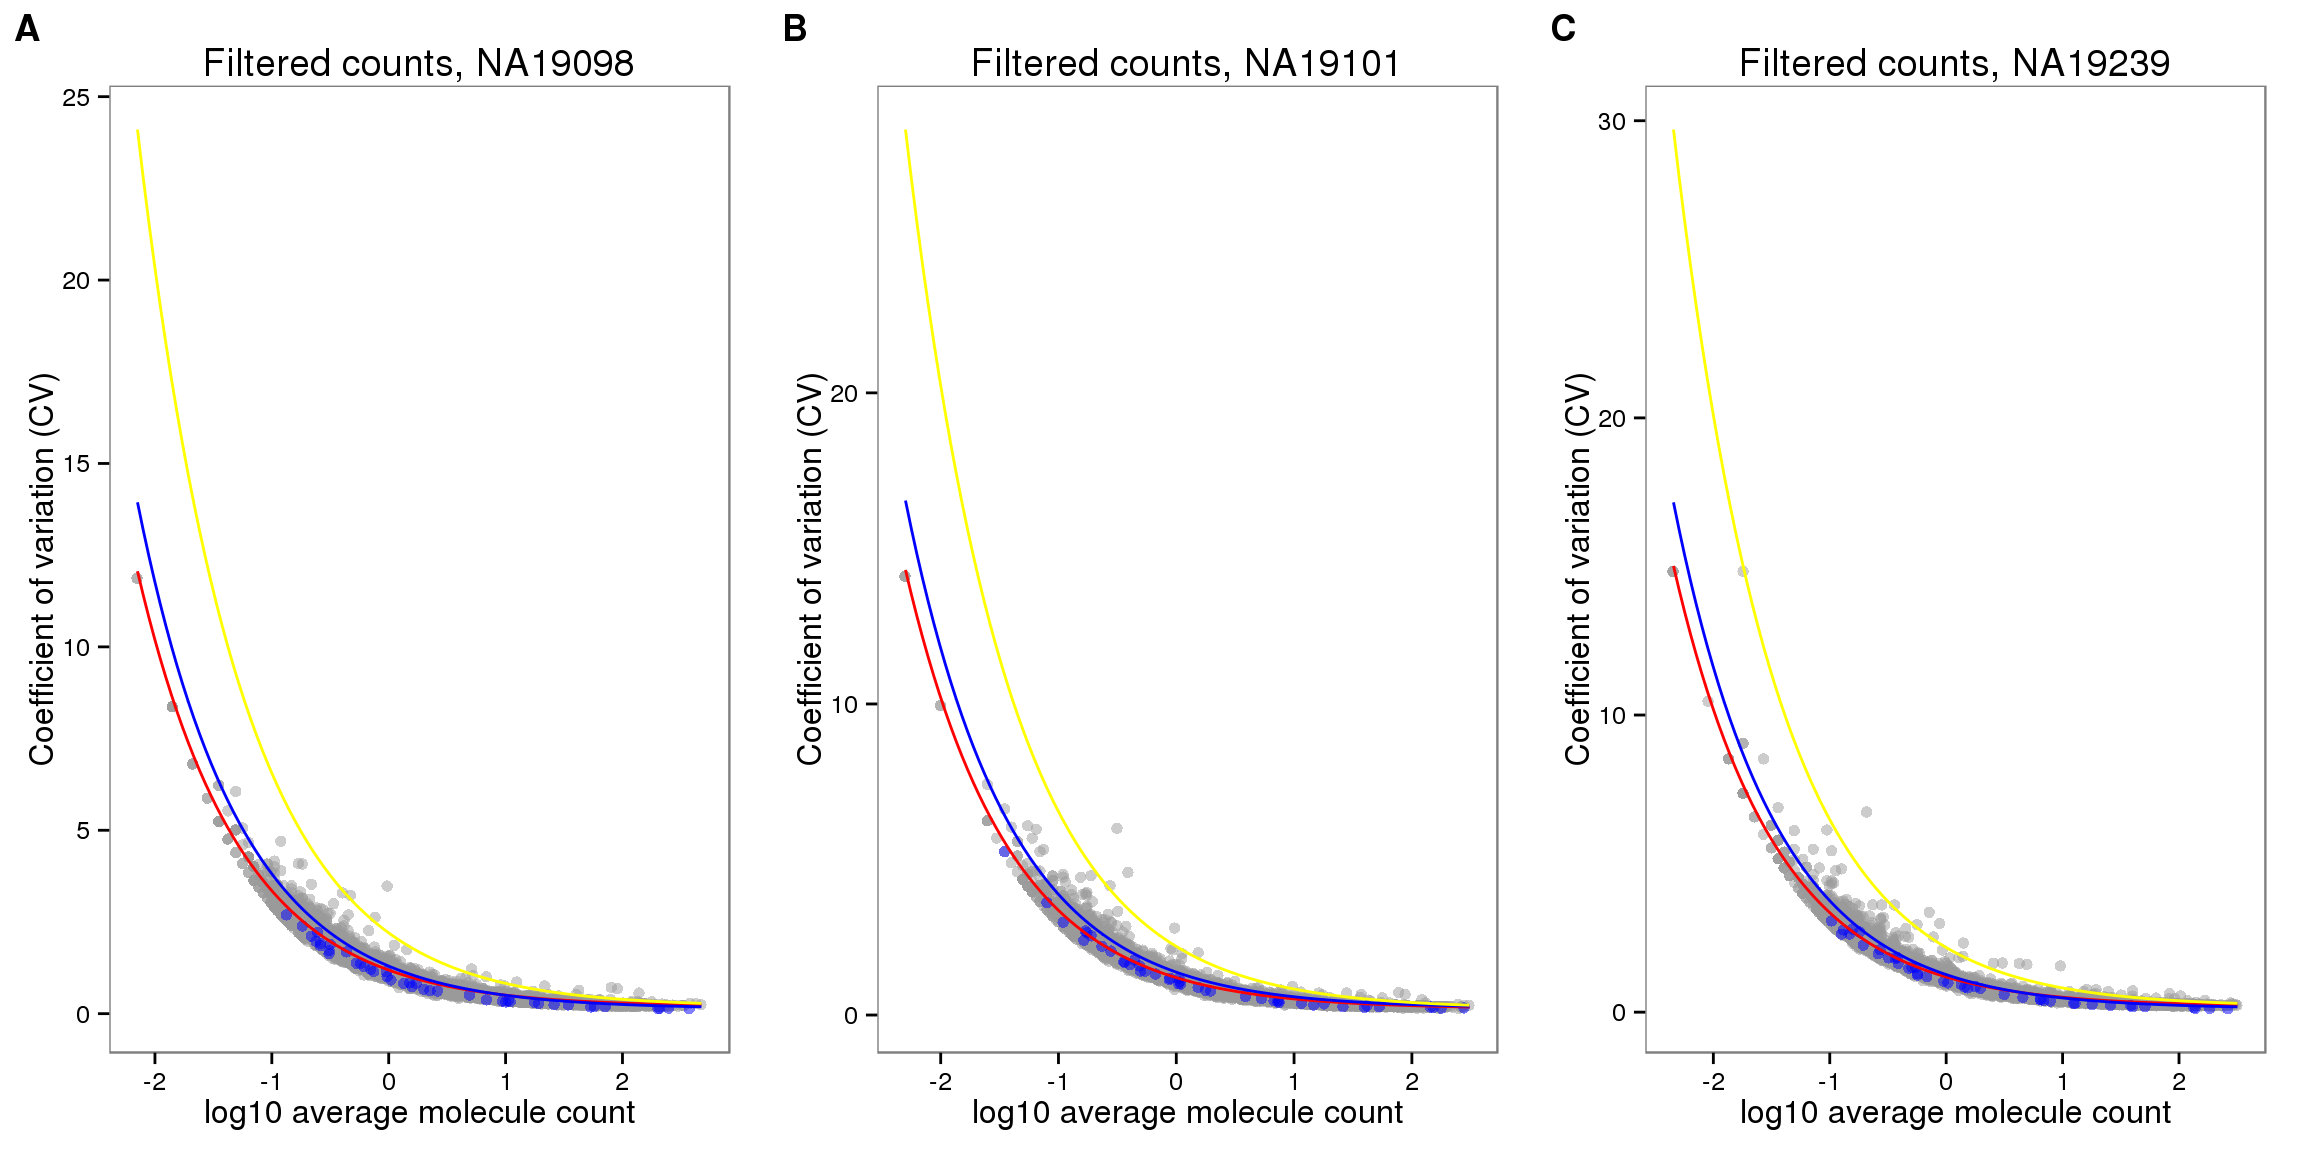 A
Filtered counts, NA19098
25
20
15
10
5
0
Coefficient of variation (CV)
-2 -1 0 1 2
log10 average molecule count
B
Filtered counts, NA19101
20
10
0
Coefficient of variation (CV)
-2 -1 0 1 2
log10 average molecule count
C
Filtered counts, NA19239
30
20
10
0
Coefficient of variation (CV)
-2 -1 0 1 2
log10 average molecule count